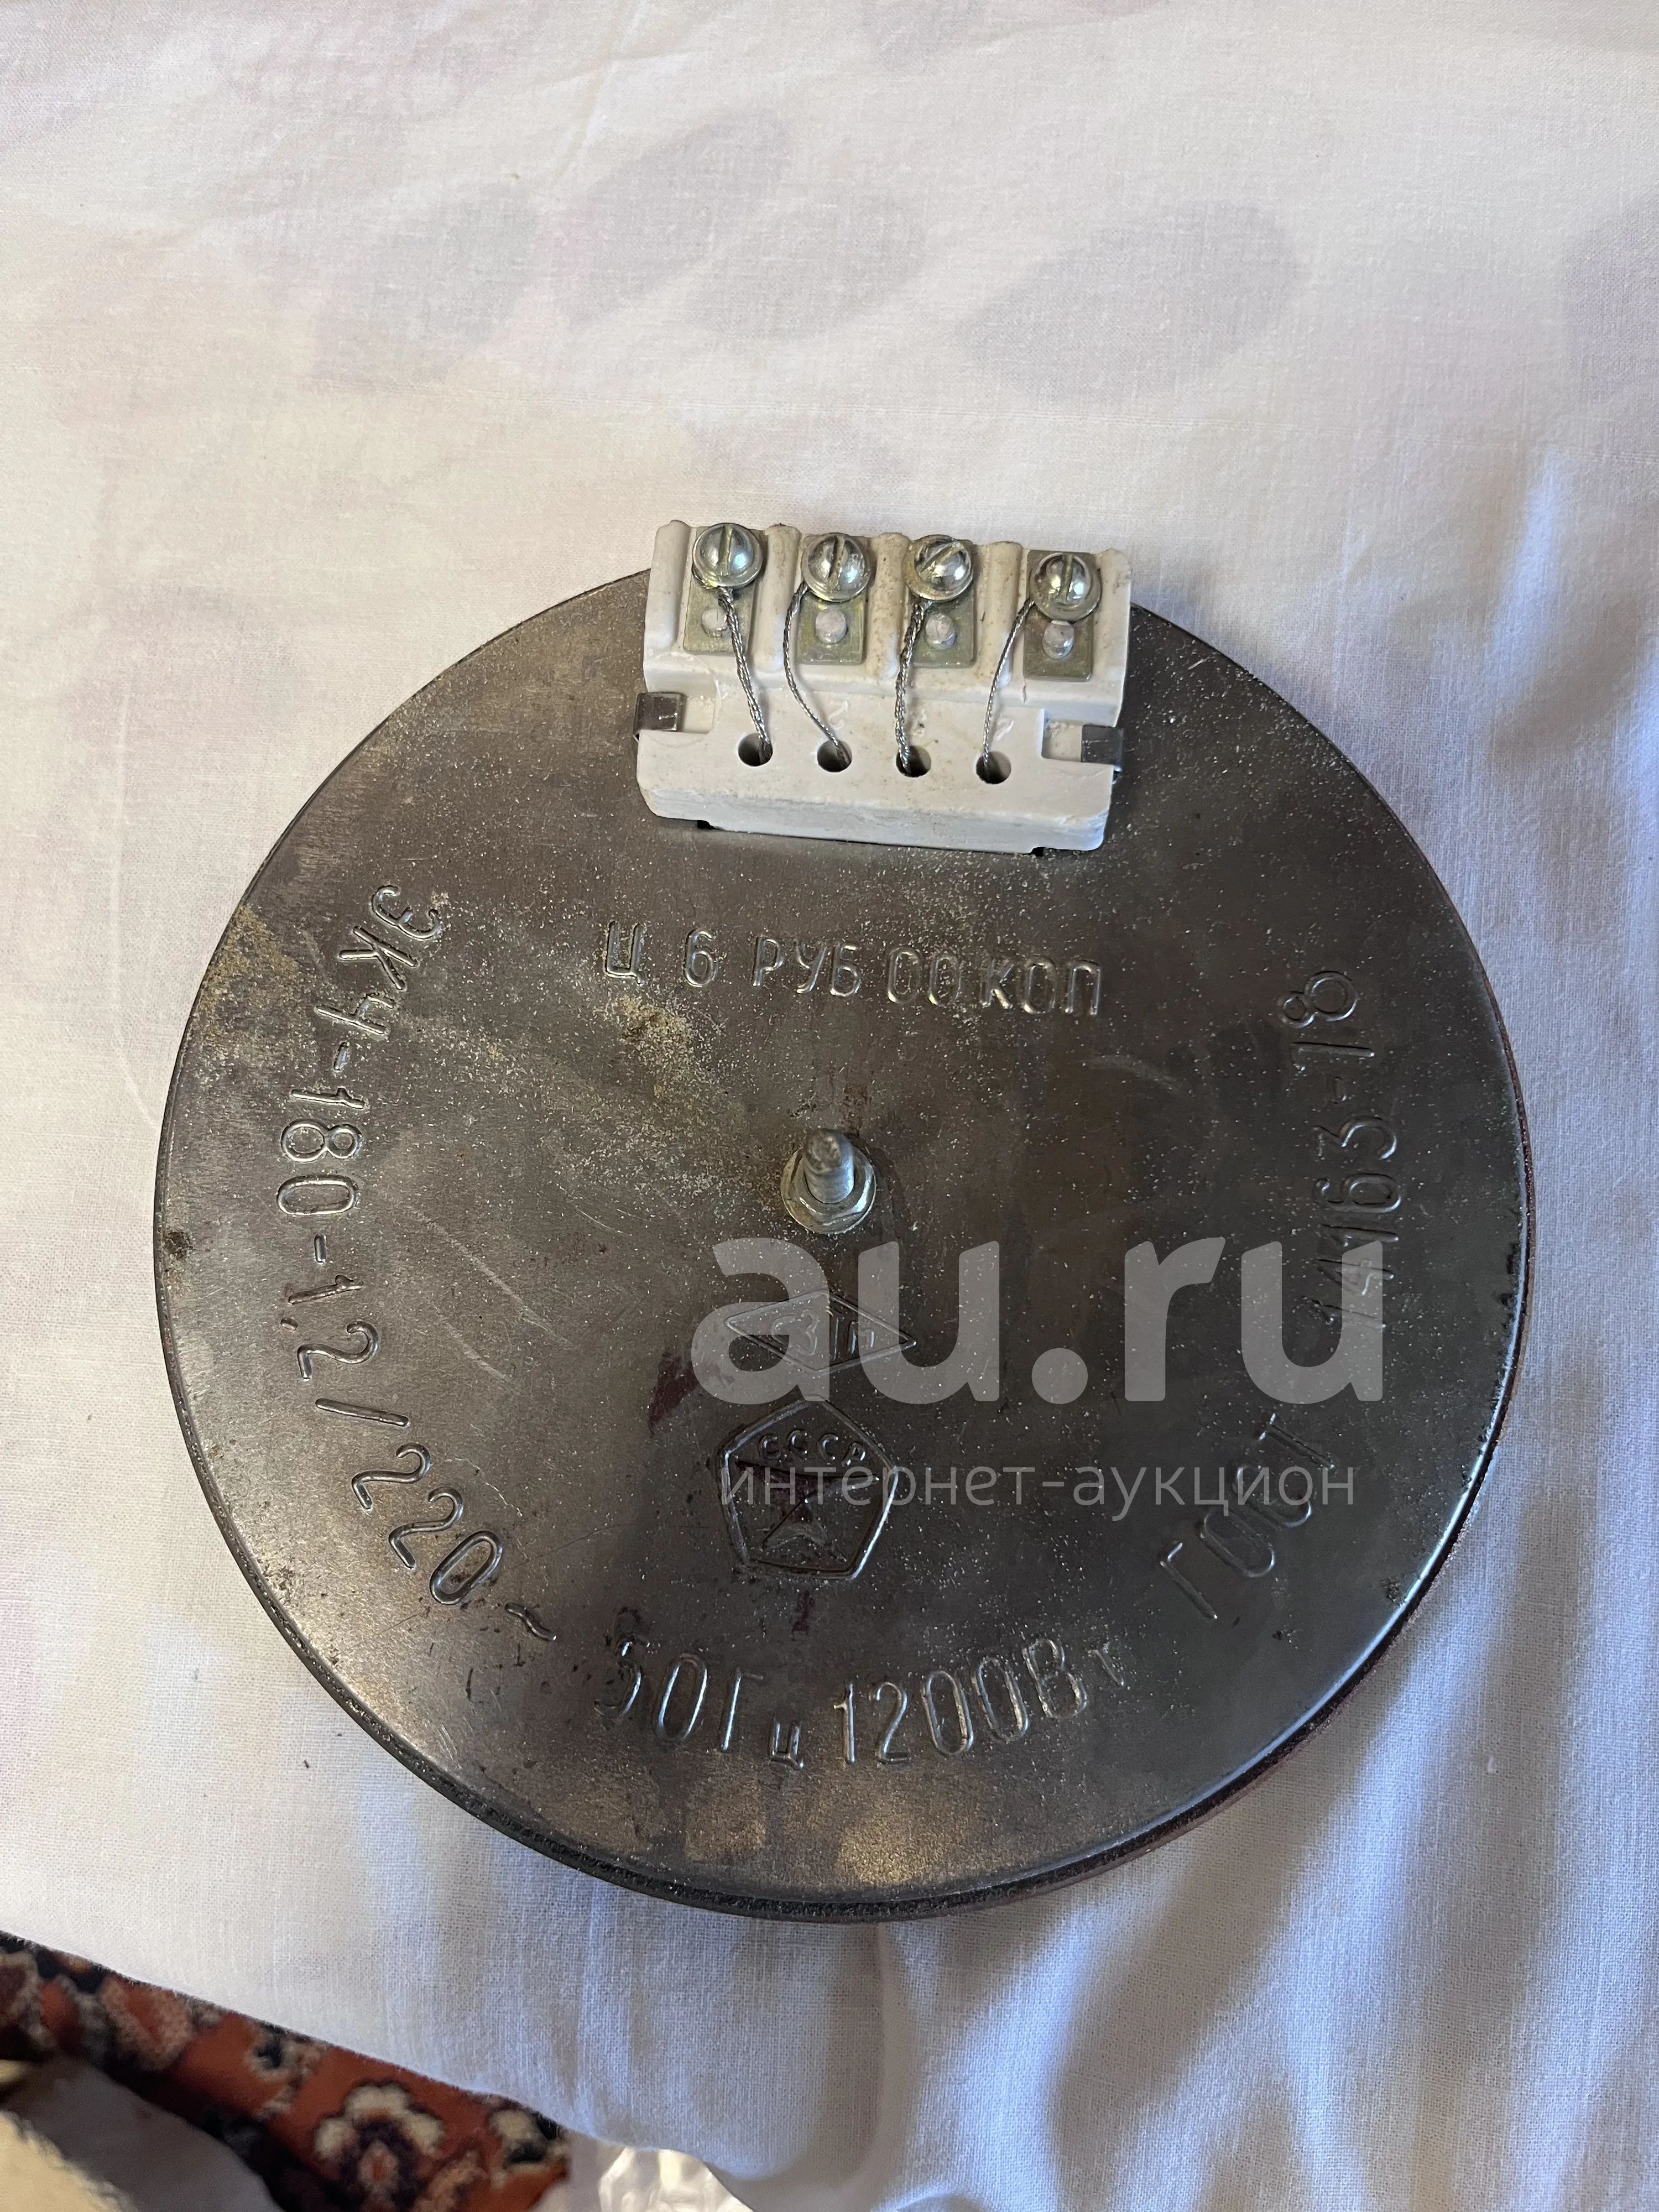 Ц 6 РУБ 00 КОП
ЭКЧ-180-1,2/220~ 50Гц 1200Вт ГОСТ 14163-78
СССР
au.ru
интернет-аукцион